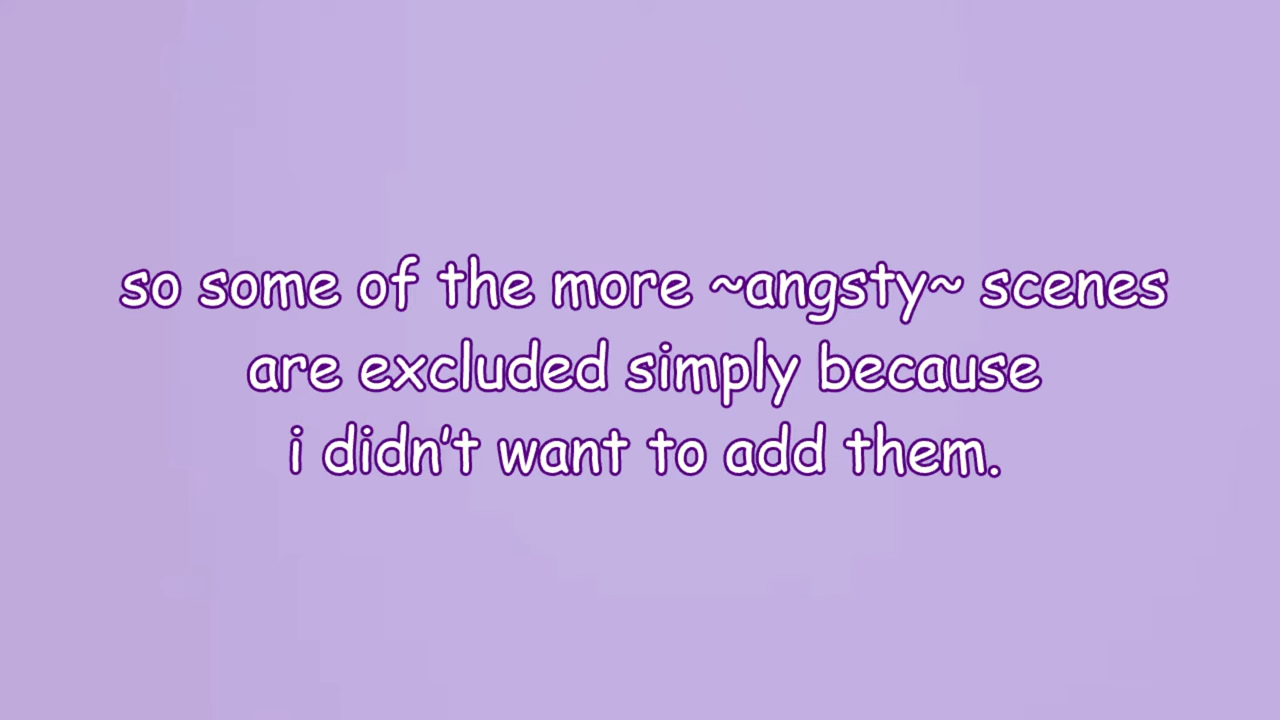 so some of the more ~angsty~ scenes
are excluded simply because
i didn't want to add them.